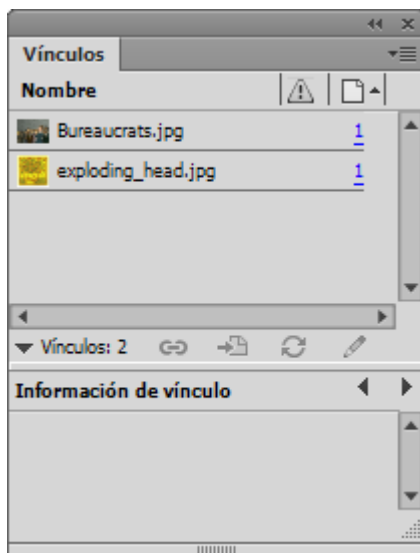 Vínculos
Nombre
Bureaucrats.jpg 1
exploding_head.jpg 1
Vínculos: 2
Información de vínculo